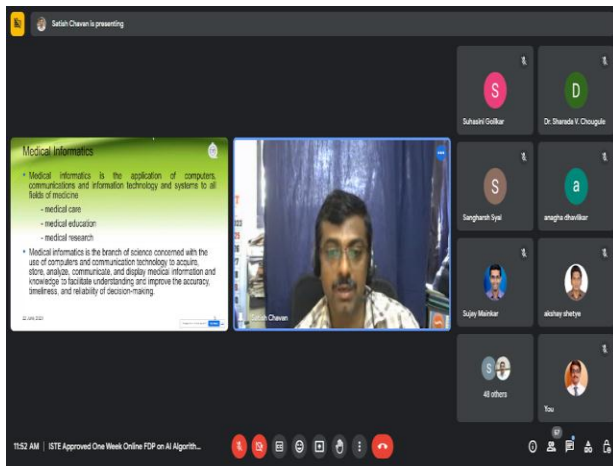 Satish Chavan is presenting
Medical Informatics
• Medical informatics is the application of computers,
communications and information technology and systems to all
fields of medicine
- medical care
- medical education
- medical research
• Medical informatics is the branch of science concerned with the
use of computers and communication technology to acquire,
store, analyze, communicate, and display medical information and
knowledge to facilitate understanding and improve the accuracy,
timeliness, and reliability of decision-making.
Satish Chavan
S
Suhasini Golikar
D
Dr. Sharada V. Chougule
S
Sangharsh Syal
a
anagha dhavlikar
Sujay Mainkar
akshay shetye
S
48 others
You
11:52 AM | ISTE Approved One Week Online FDP on AI Algorith...
57